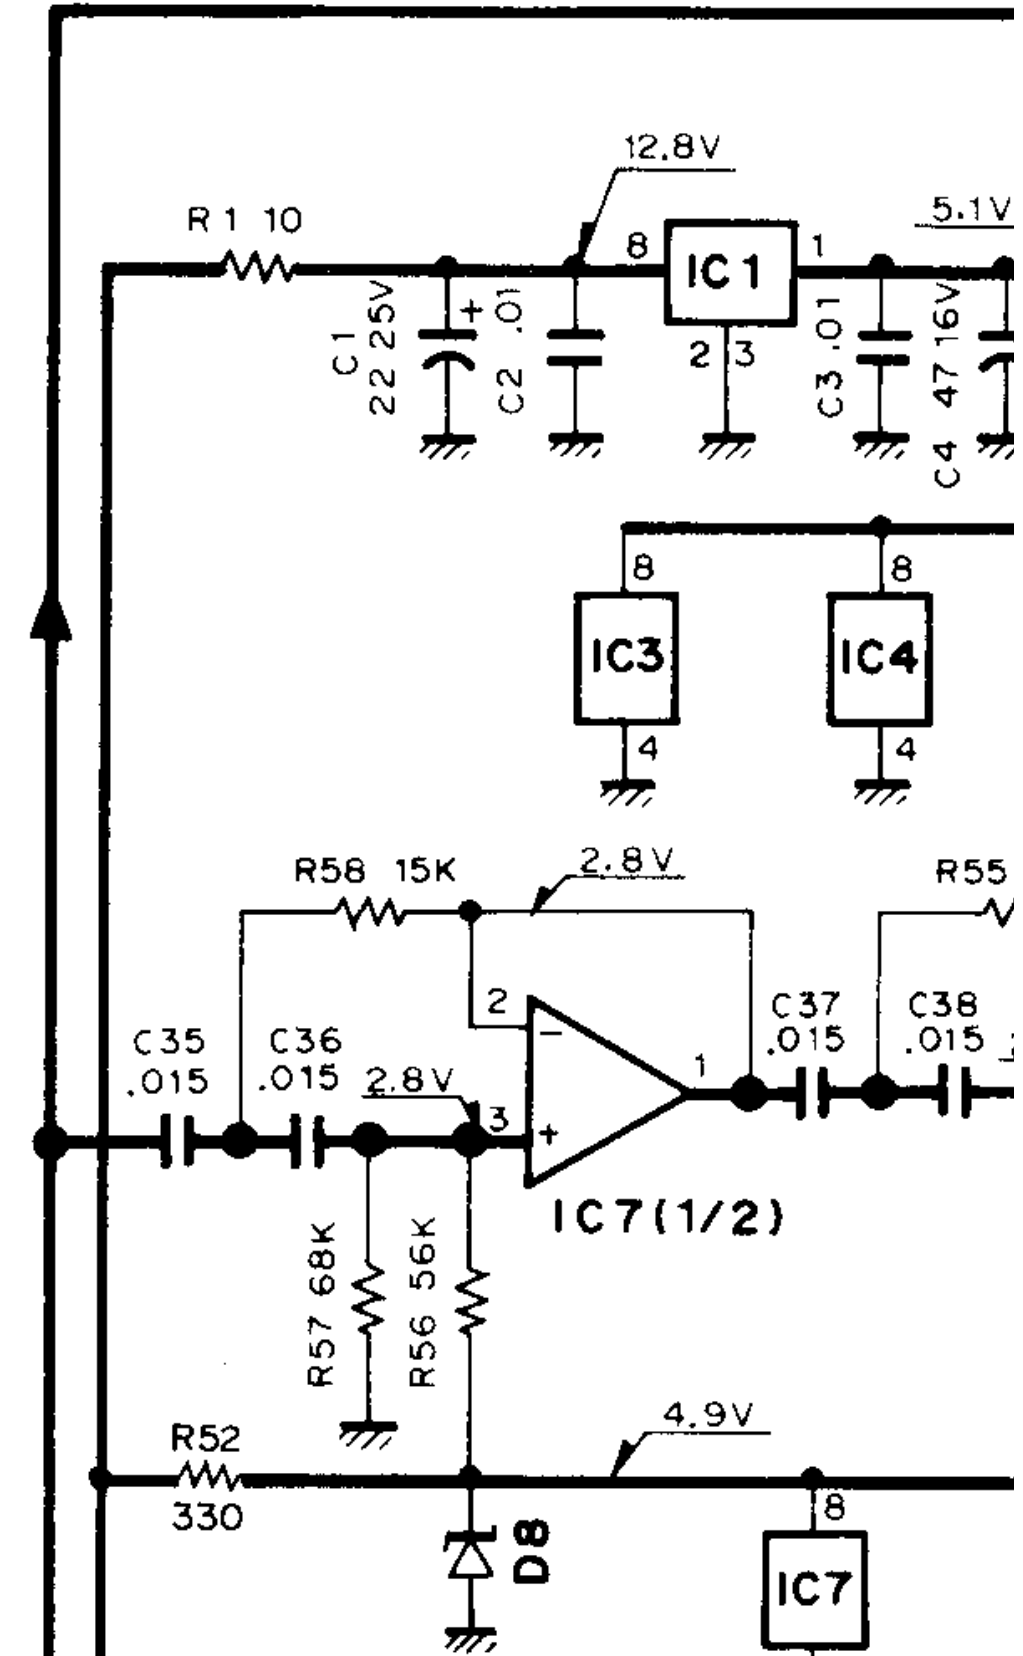 12.8V
R1 10
8
IC1
1
5.1V
C1
22 25V
+
C2 .01
2
3
C3 .01
C4 47 16V
8
8
IC3
IC4
4
4
R58 15K
2.8V
R55
2
−
C35
.015
C36
.015
2.8V
3
+
1
C37
.015
C38
.015
IC7(1/2)
R57 68K
R56 56K
R52
330
4.9V
8
D8
IC7